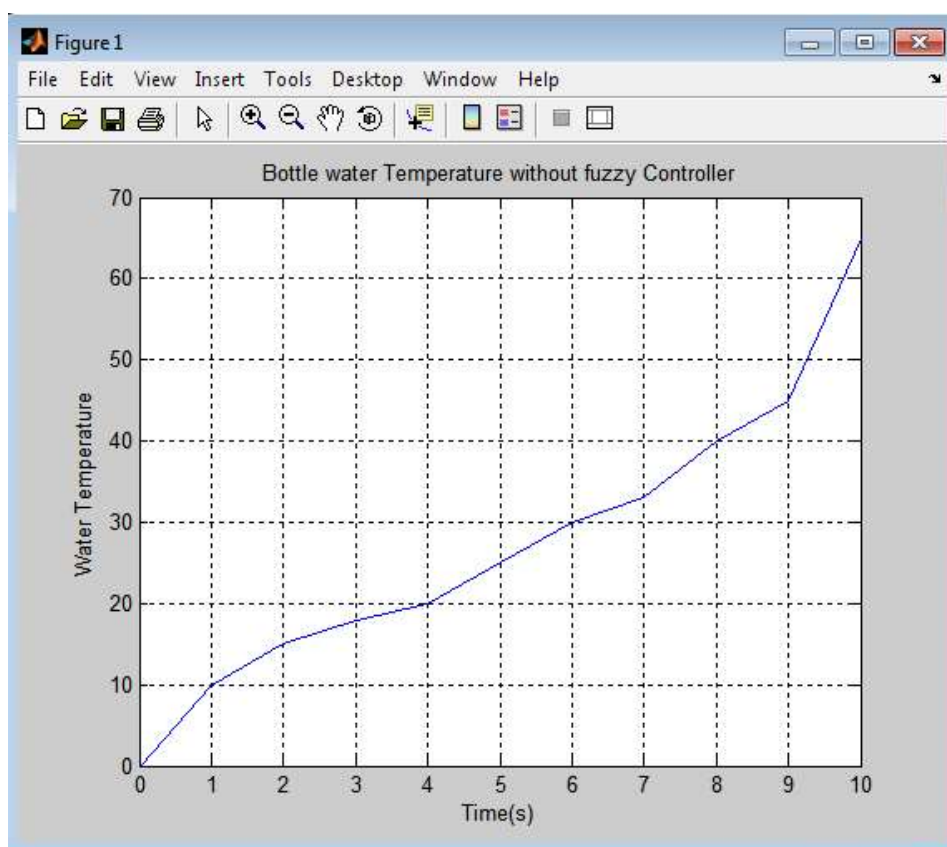 Figure 1
File Edit View Insert Tools Desktop Window Help
Bottle water Temperature without fuzzy Controller
70
60
50
40
30
20
10
0
Water Temperature
0 1 2 3 4 5 6 7 8 9 10
Time(s)